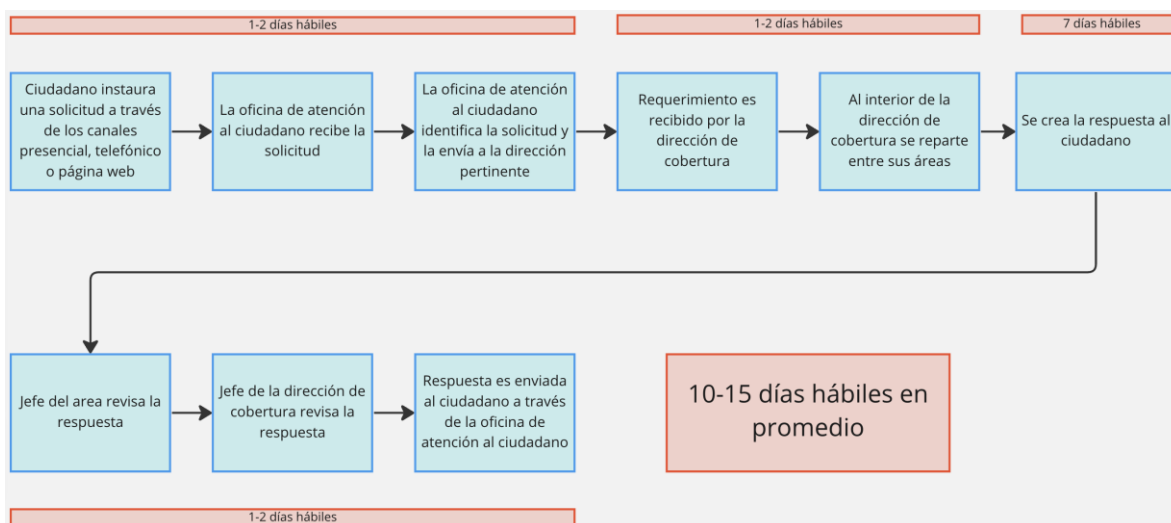 1-2 días hábiles
1-2 días hábiles
7 días hábiles
Ciudadano instaura
una solicitud a través
de los canales
presencial, telefónico
o página web
La oficina de atención
al ciudadano recibe la
solicitud
La oficina de atención
al ciudadano
identifica la solicitud y
la envía a la dirección
pertinente
Requerimiento es
recibido por la
dirección de
cobertura
Al interior de la
dirección de
cobertura se reparte
entre sus áreas
Se crea la respuesta al
ciudadano
Jefe del area revisa la
respuesta
Jefe de la dirección de
cobertura revisa la
respuesta
Respuesta es enviada
al ciudadano a través
de la oficina de
atención al ciudadano
10-15 días hábiles en
promedio
1-2 días hábiles